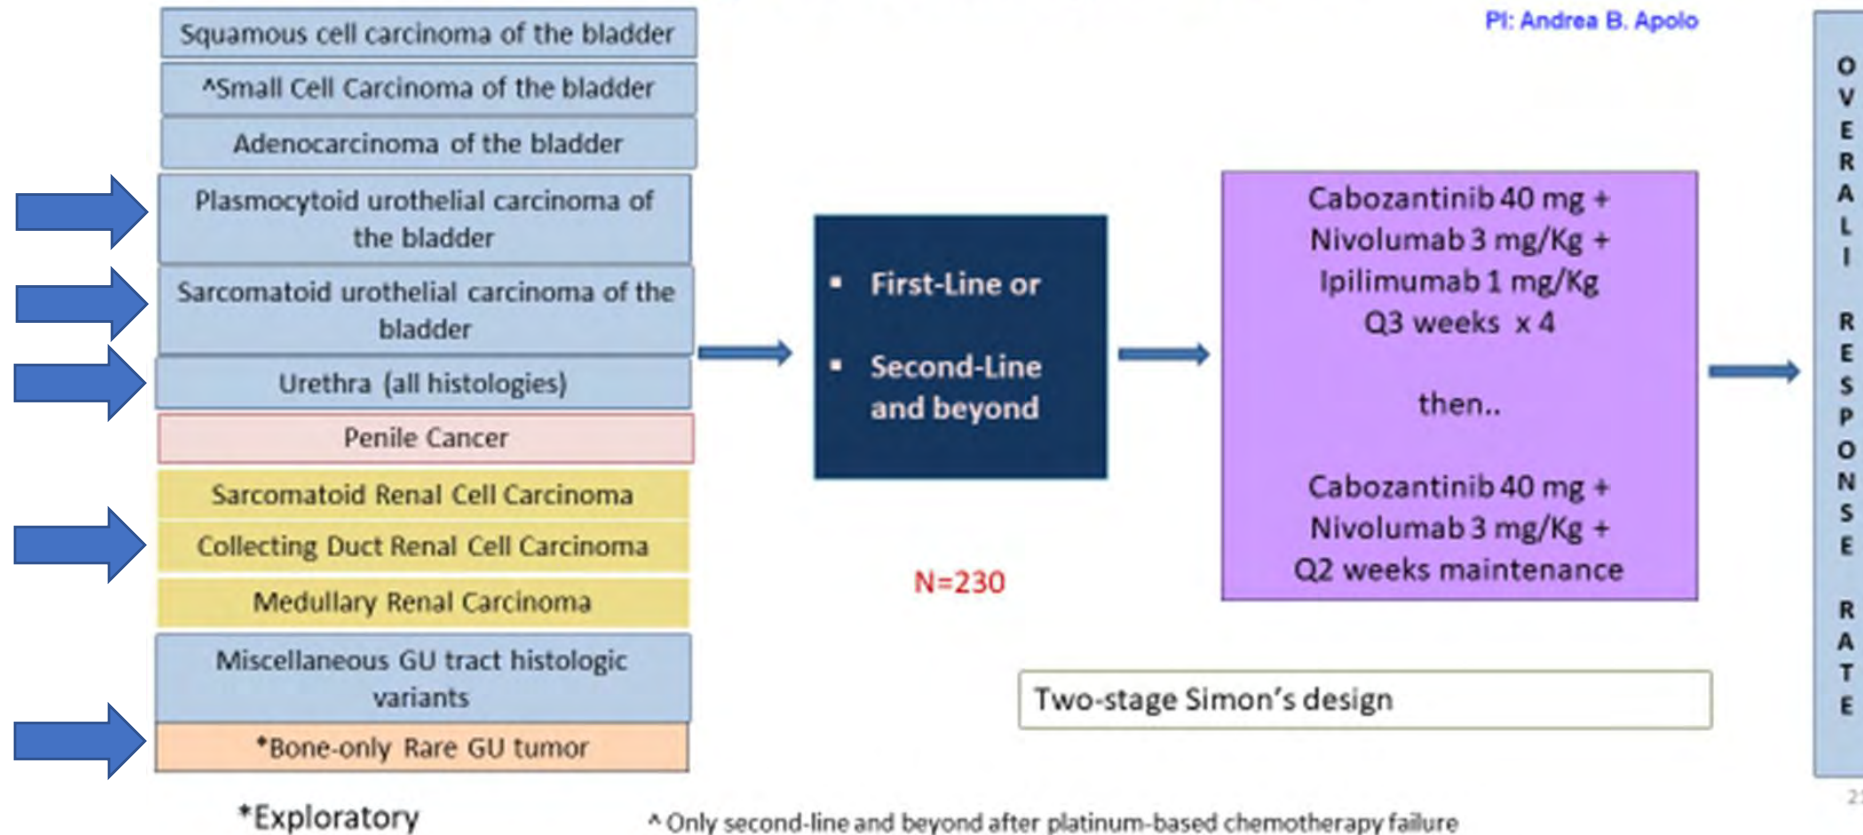 PI: Andrea B. Apolo
Squamous cell carcinoma of the bladder
^Small Cell Carcinoma of the bladder
Adenocarcinoma of the bladder
Plasmocytoid urothelial carcinoma of
the bladder
Sarcomatoid urothelial carcinoma of the
bladder
Urethra (all histologies)
Penile Cancer
Sarcomatoid Renal Cell Carcinoma
Collecting Duct Renal Cell Carcinoma
Medullary Renal Carcinoma
Miscellaneous GU tract histologic
variants
*Bone-only Rare GU tumor
▪ First-Line or
▪ Second-Line
and beyond
N=230
Cabozantinib 40 mg +
Nivolumab 3 mg/Kg +
Ipilimumab 1 mg/Kg
Q3 weeks x 4
then..
Cabozantinib 40 mg +
Nivolumab 3 mg/Kg +
Q2 weeks maintenance
Two-stage Simon's design
OVERALL RESPONSE RATE
*Exploratory
^ Only second-line and beyond after platinum-based chemotherapy failure